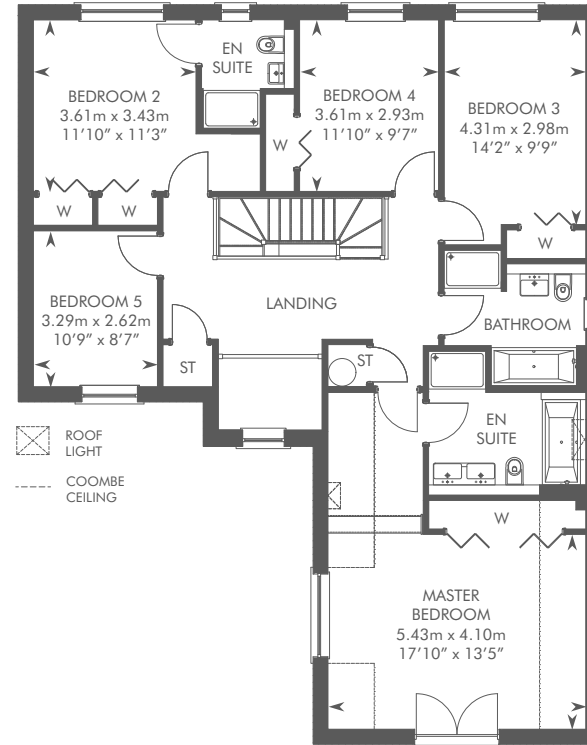 EN
SUITE
BEDROOM 2
3.61m x 3.43m
11’10” x 11’3”
BEDROOM 4
3.61m x 2.93m
11’10” x 9’7”
BEDROOM 3
4.31m x 2.98m
14’2” x 9’9”
W
W
W
W
BEDROOM 5
3.29m x 2.62m
10’9” x 8’7”
LANDING
BATHROOM
ST
ST
EN
SUITE
ROOF
LIGHT
COOMBE
CEILING
W
MASTER
BEDROOM
5.43m x 4.10m
17’10” x 13’5”